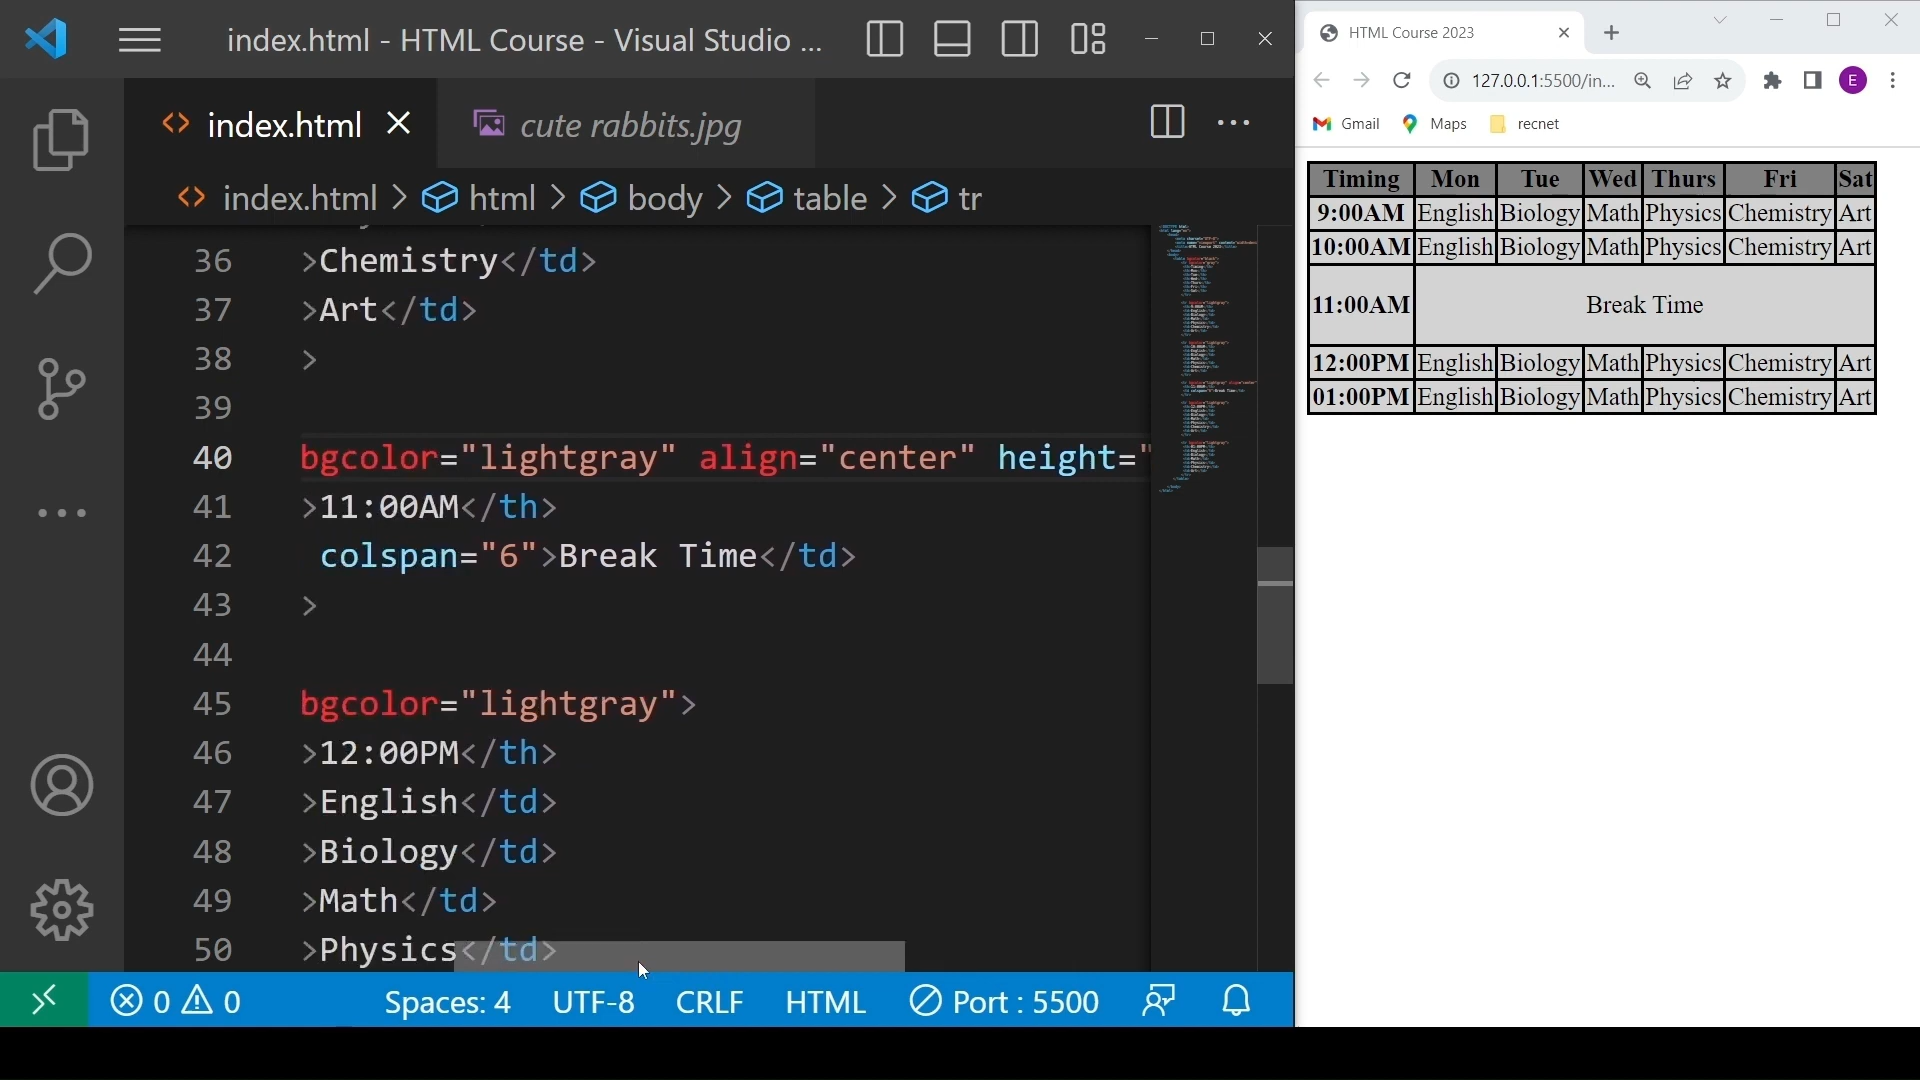 index.html - HTML Course - Visual Studio ...
index.html
cute rabbits.jpg
index.html > html > body > table > tr
36 >Chemistry</td>
37 >Art</td>
38 >
39
40 bgcolor="lightgray" align="center" height="
41 >11:00AM</th>
42 colspan="6">Break Time</td>
43 >
44
45 bgcolor="lightgray">
46 >12:00PM</th>
47 >English</td>
48 >Biology</td>
49 >Math</td>
50 >Physics</td>
0 0 Spaces: 4 UTF-8 CRLF HTML Port : 5500
HTML Course 2023
127.0.0.1:5500/in...
E
Gmail Maps recnet
Timing Mon Tue Wed Thurs Fri Sat
9:00AM English Biology Math Physics Chemistry Art
10:00AM English Biology Math Physics Chemistry Art
11:00AM Break Time
12:00PM English Biology Math Physics Chemistry Art
01:00PM English Biology Math Physics Chemistry Art